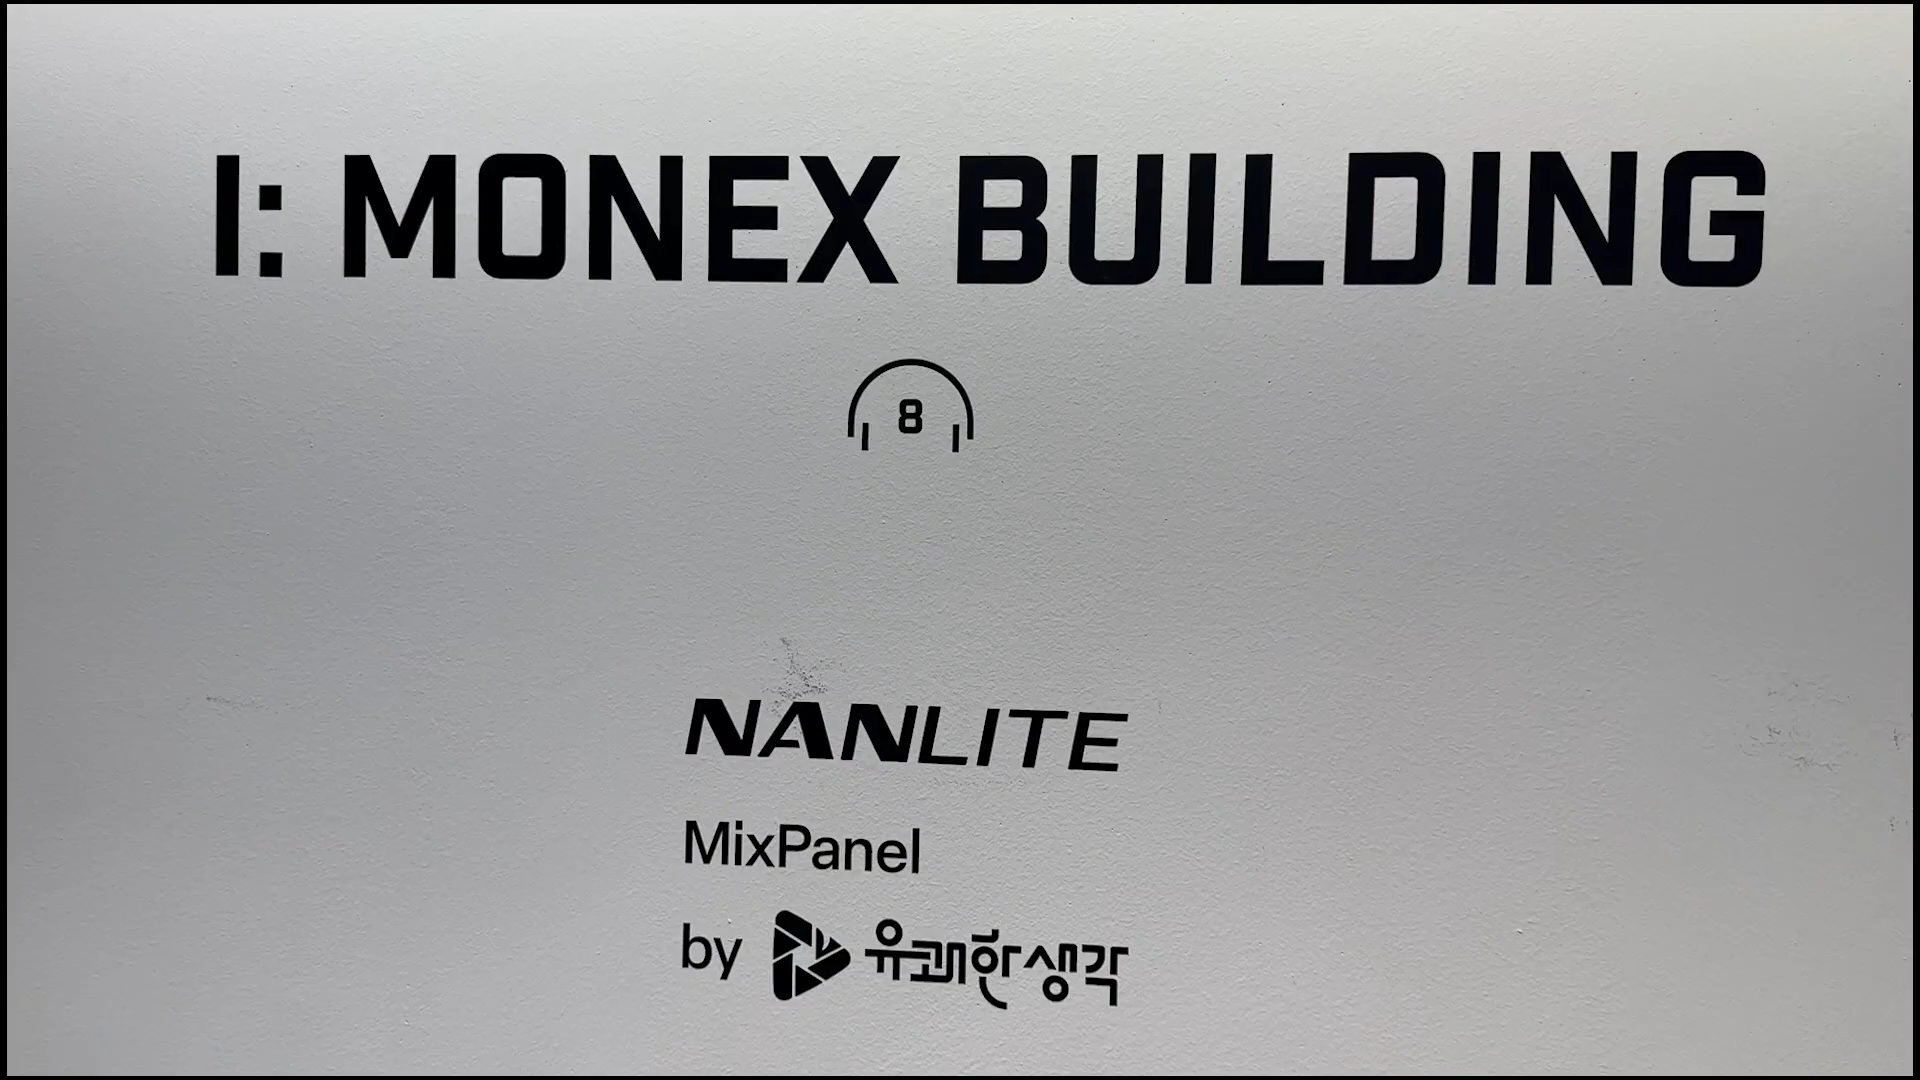 I: MONEX BUILDING
8
NANLITE
MixPanel
by 유쾌한생각